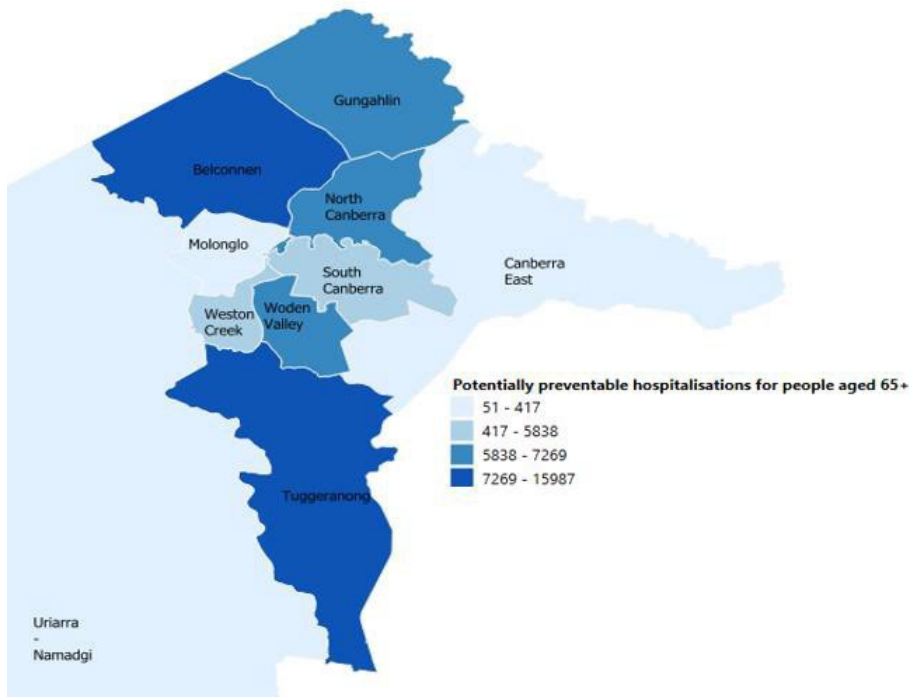 Gungahlin
Belconnen
North
Canberra
Molonglo
South
Canberra
Canberra
East
Weston
Creek
Woden
Valley
Potentially preventable hospitalisations for people aged 65+
51 - 417
417 - 5838
5838 - 7269
7269 - 15987
Tuggeranong
Uriarra
-
Namadgi